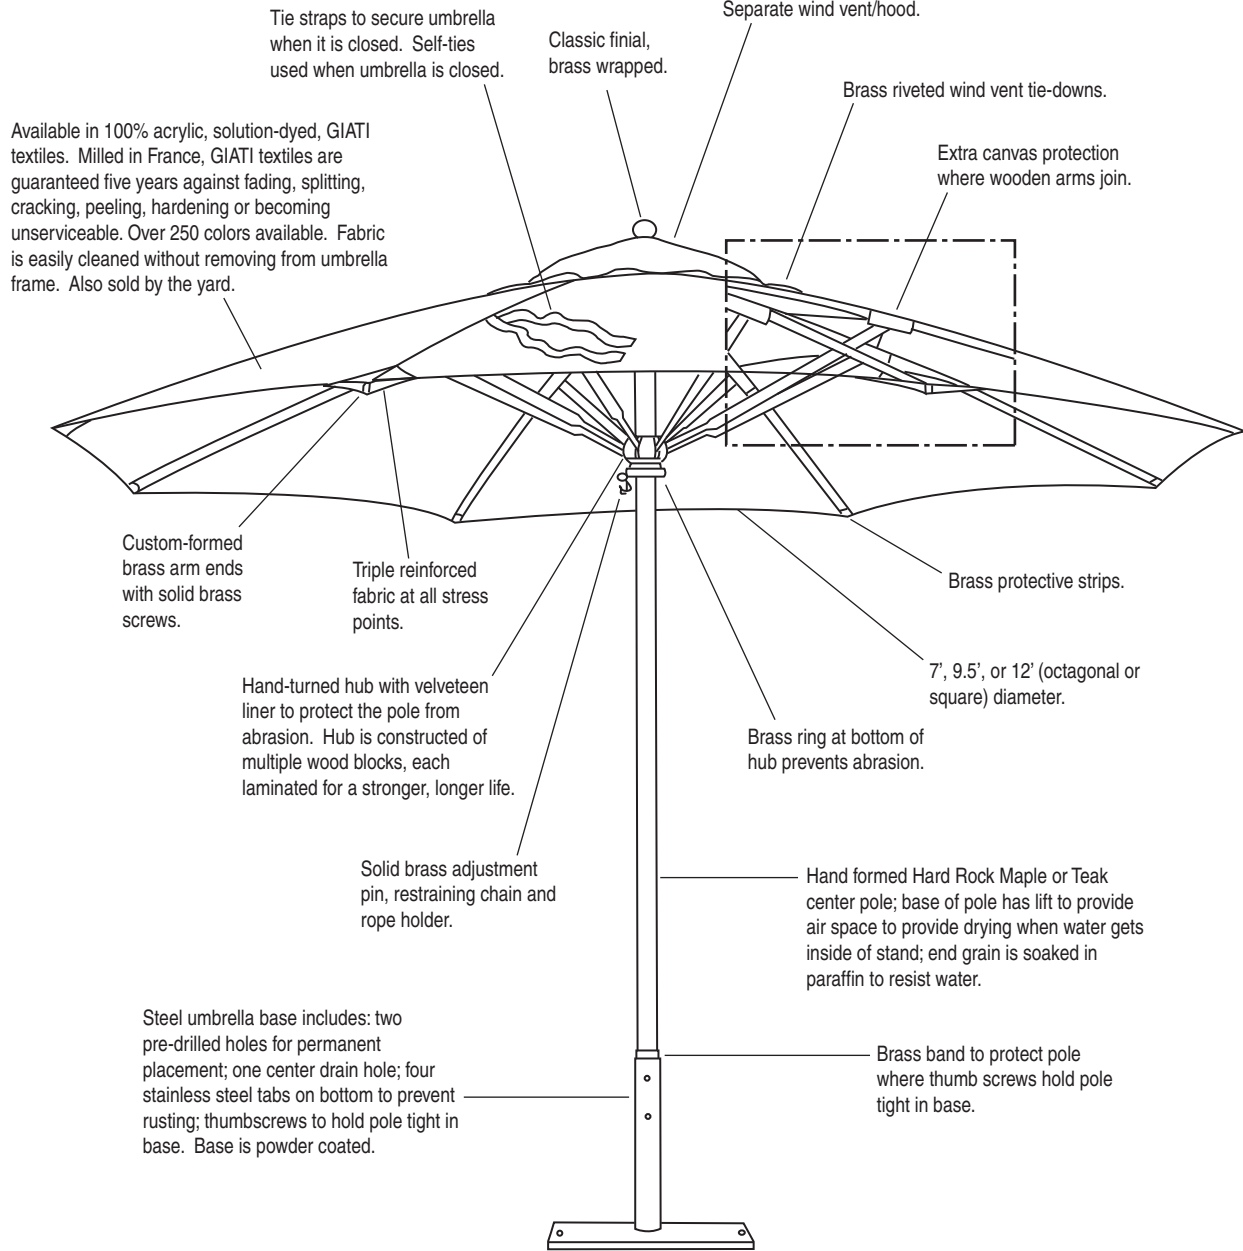 Separate wind vent/hood.
Tie straps to secure umbrella
when it is closed.  Self-ties
used when umbrella is closed.
Classic finial,
brass wrapped.
Brass riveted wind vent tie-downs.
Available in 100% acrylic, solution-dyed, GIATI
textiles.  Milled in France, GIATI textiles are
guaranteed five years against fading, splitting,
cracking, peeling, hardening or becoming
unserviceable. Over 250 colors available.  Fabric
is easily cleaned without removing from umbrella
frame.  Also sold by the yard.
Extra canvas protection
where wooden arms join.
Custom-formed
brass arm ends
with solid brass
screws.
Triple reinforced
fabric at all stress
points.
Brass protective strips.
7’, 9.5’, or 12’ (octagonal or
square) diameter.
Hand-turned hub with velveteen
liner to protect the pole from
abrasion.  Hub is constructed of
multiple wood blocks, each
laminated for a stronger, longer life.
Brass ring at bottom of
hub prevents abrasion.
Solid brass adjustment
pin, restraining chain and
rope holder.
Hand formed Hard Rock Maple or Teak
center pole; base of pole has lift to provide
air space to provide drying when water gets
inside of stand; end grain is soaked in
paraffin to resist water.
Steel umbrella base includes: two
pre-drilled holes for permanent
placement; one center drain hole; four
stainless steel tabs on bottom to prevent
rusting; thumbscrews to hold pole tight in
base.  Base is powder coated.
Brass band to protect pole
where thumb screws hold pole
tight in base.